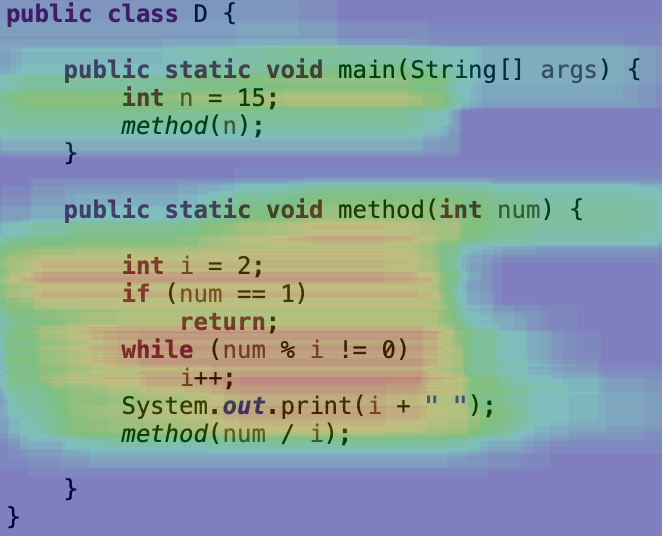 public class D {
    public static void main(String[] args) {
        int n = 15;
        method(n);
    }
    public static void method(int num) {
        int i = 2;
        if (num == 1)
            return;
        while (num % i != 0)
            i++;
        System.out.print(i + " ");
        method(num / i);
    }
}